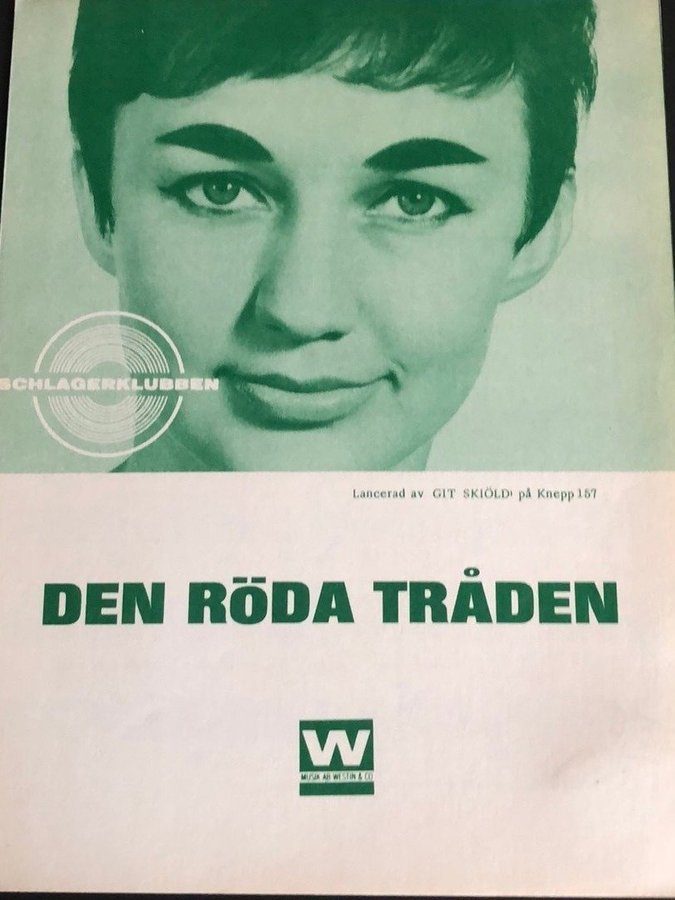 SCHLAGERKLUBBEN
Lancerad av GIT SKIÖLD på Knepp 157
DEN RÖDA TRÅDEN
W
MUSIK AB WESTIN & CO